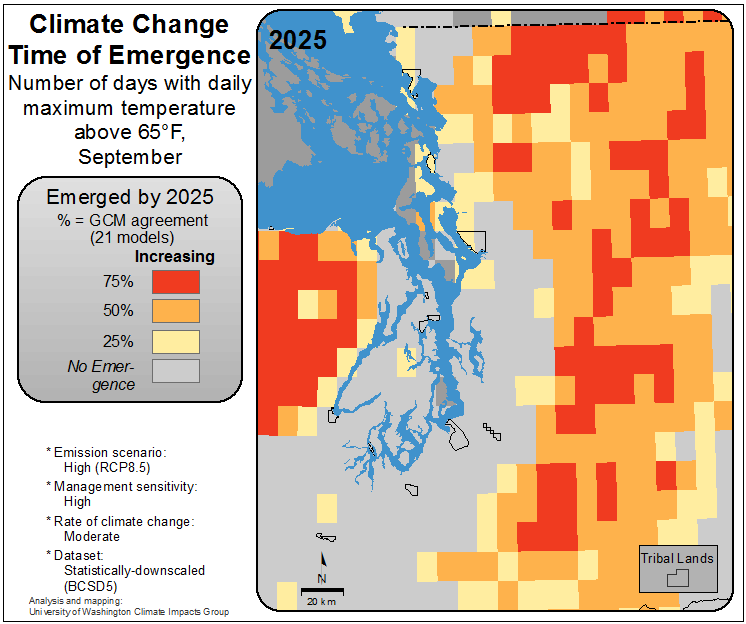 Climate Change
Time of Emergence
Number of days with daily
maximum temperature
above 65°F,
September
Emerged by 2025
% = GCM agreement
(21 models)
Increasing
75%
50%
25%
No Emer-
gence
* Emission scenario:
High (RCP8.5)
* Management sensitivity:
High
* Rate of climate change:
Moderate
* Dataset:
Statistically-downscaled
(BCSD5)
Analysis and mapping:
University of Washington Climate Impacts Group
2025
N
20 km
Tribal Lands